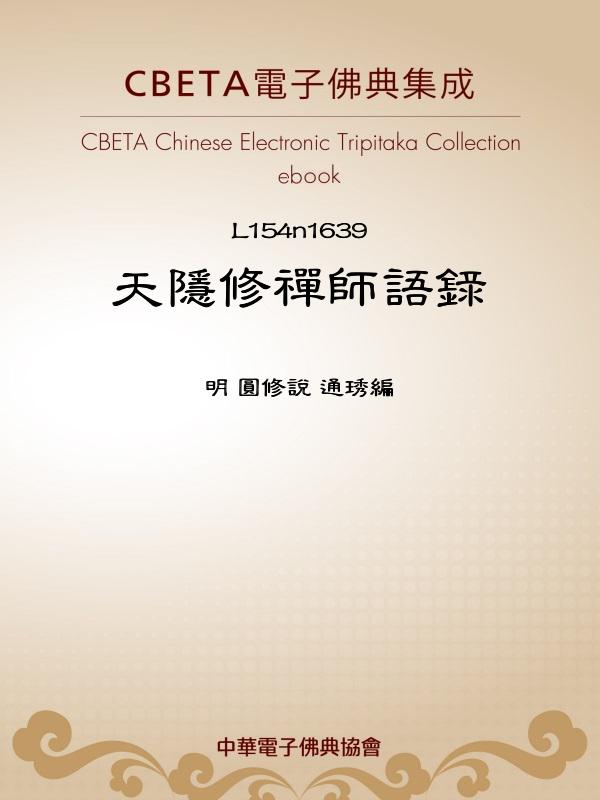 CBETA電子佛典集成
CBETA Chinese Electronic Tripitaka Collection
ebook
L154n1639
天隱修禪師語錄
明 圓修說 通琇編
中華電子佛典協會